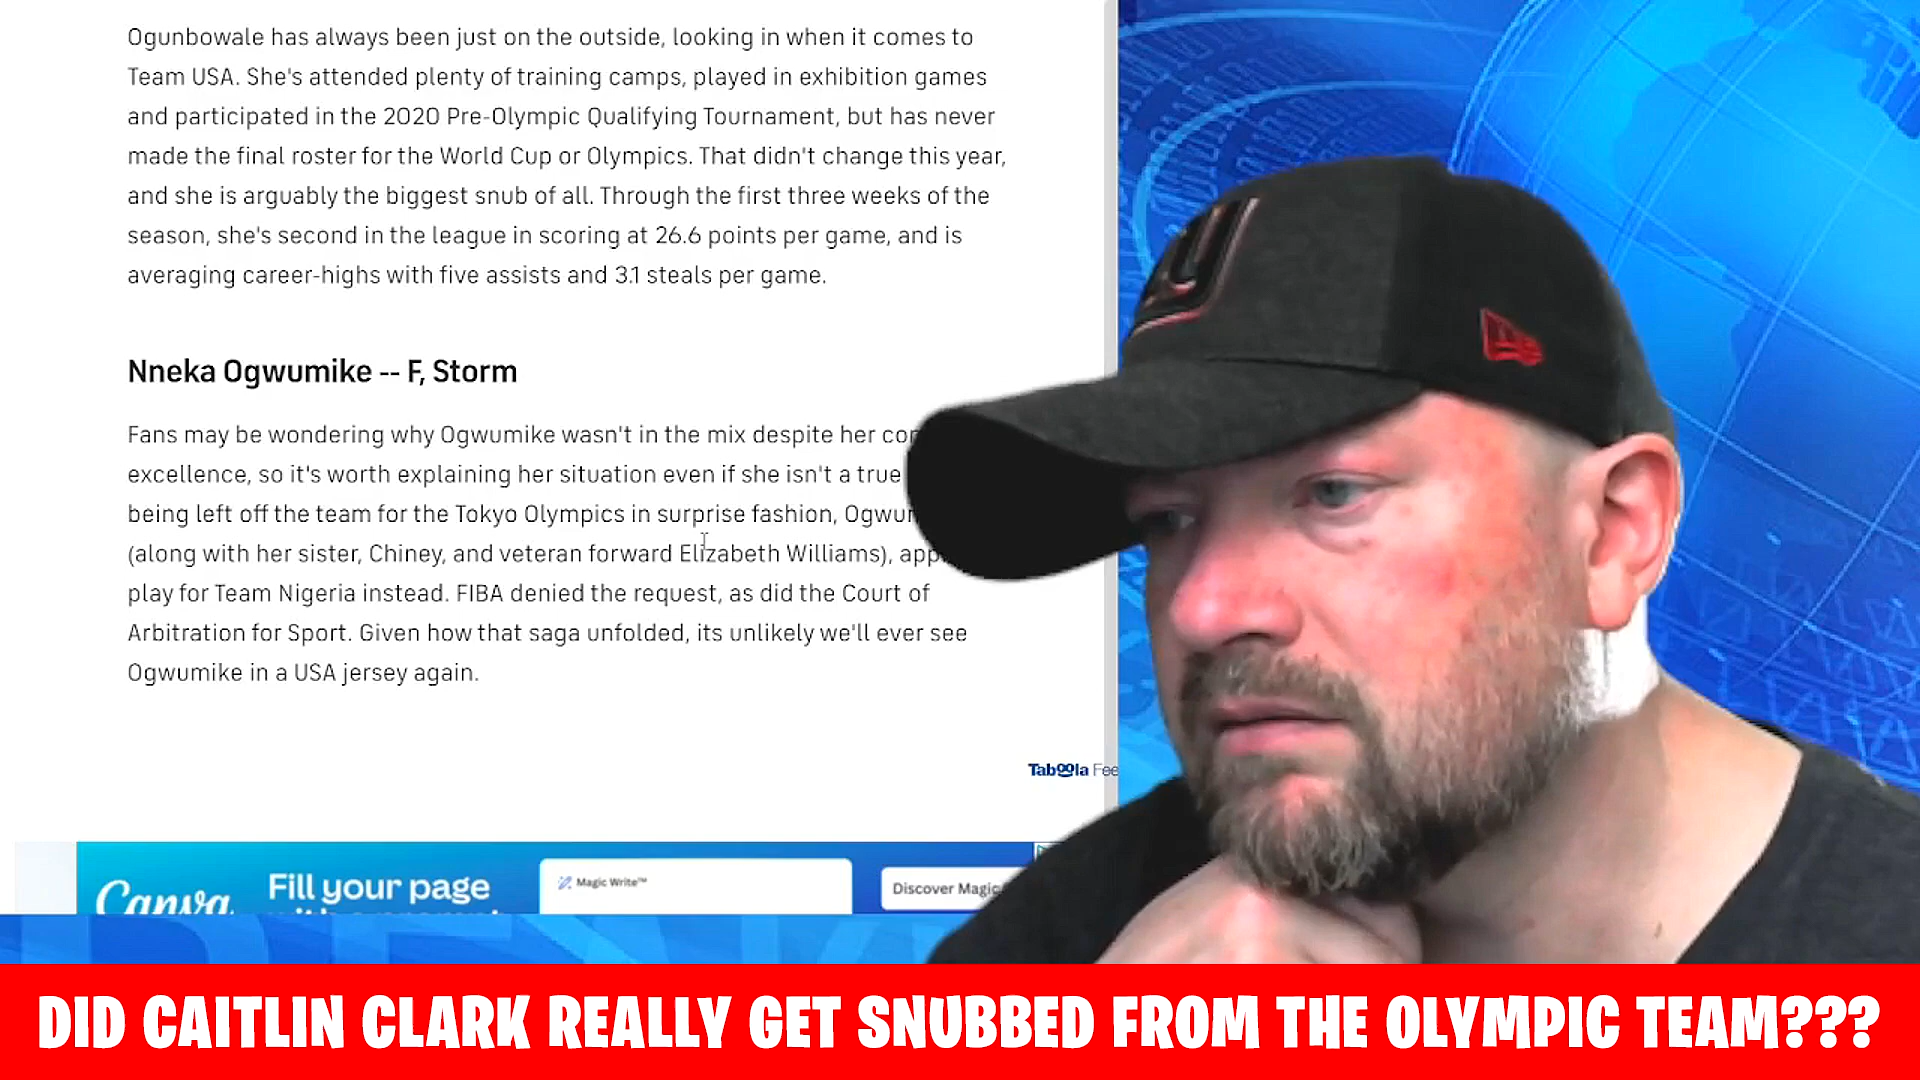 Ogunbowale has always been just on the outside, looking in when it comes to
Team USA. She's attended plenty of training camps, played in exhibition games
and participated in the 2020 Pre-Olympic Qualifying Tournament, but has never
made the final roster for the World Cup or Olympics. That didn't change this year,
and she is arguably the biggest snub of all. Through the first three weeks of the
season, she's second in the league in scoring at 26.6 points per game, and is
averaging career-highs with five assists and 3.1 steals per game.
Nneka Ogwumike -- F, Storm
Fans may be wondering why Ogwumike wasn't in the mix despite her
excellence, so it's worth explaining her situation even if she isn't a true
being left off the team for the Tokyo Olympics in surprise fashion,
(along with her sister, Chiney, and veteran forward Elizabeth Williams),
play for Team Nigeria instead. FIBA denied the request, as did the Court of
Arbitration for Sport. Given how that saga unfolded, its unlikely we'll ever see
Ogwumike in a USA jersey again.
Taboola
Canva
Fill your page
Magic Write™
Discover Magic
DID CAITLIN CLARK REALLY GET SNUBBED FROM THE OLYMPIC TEAM???